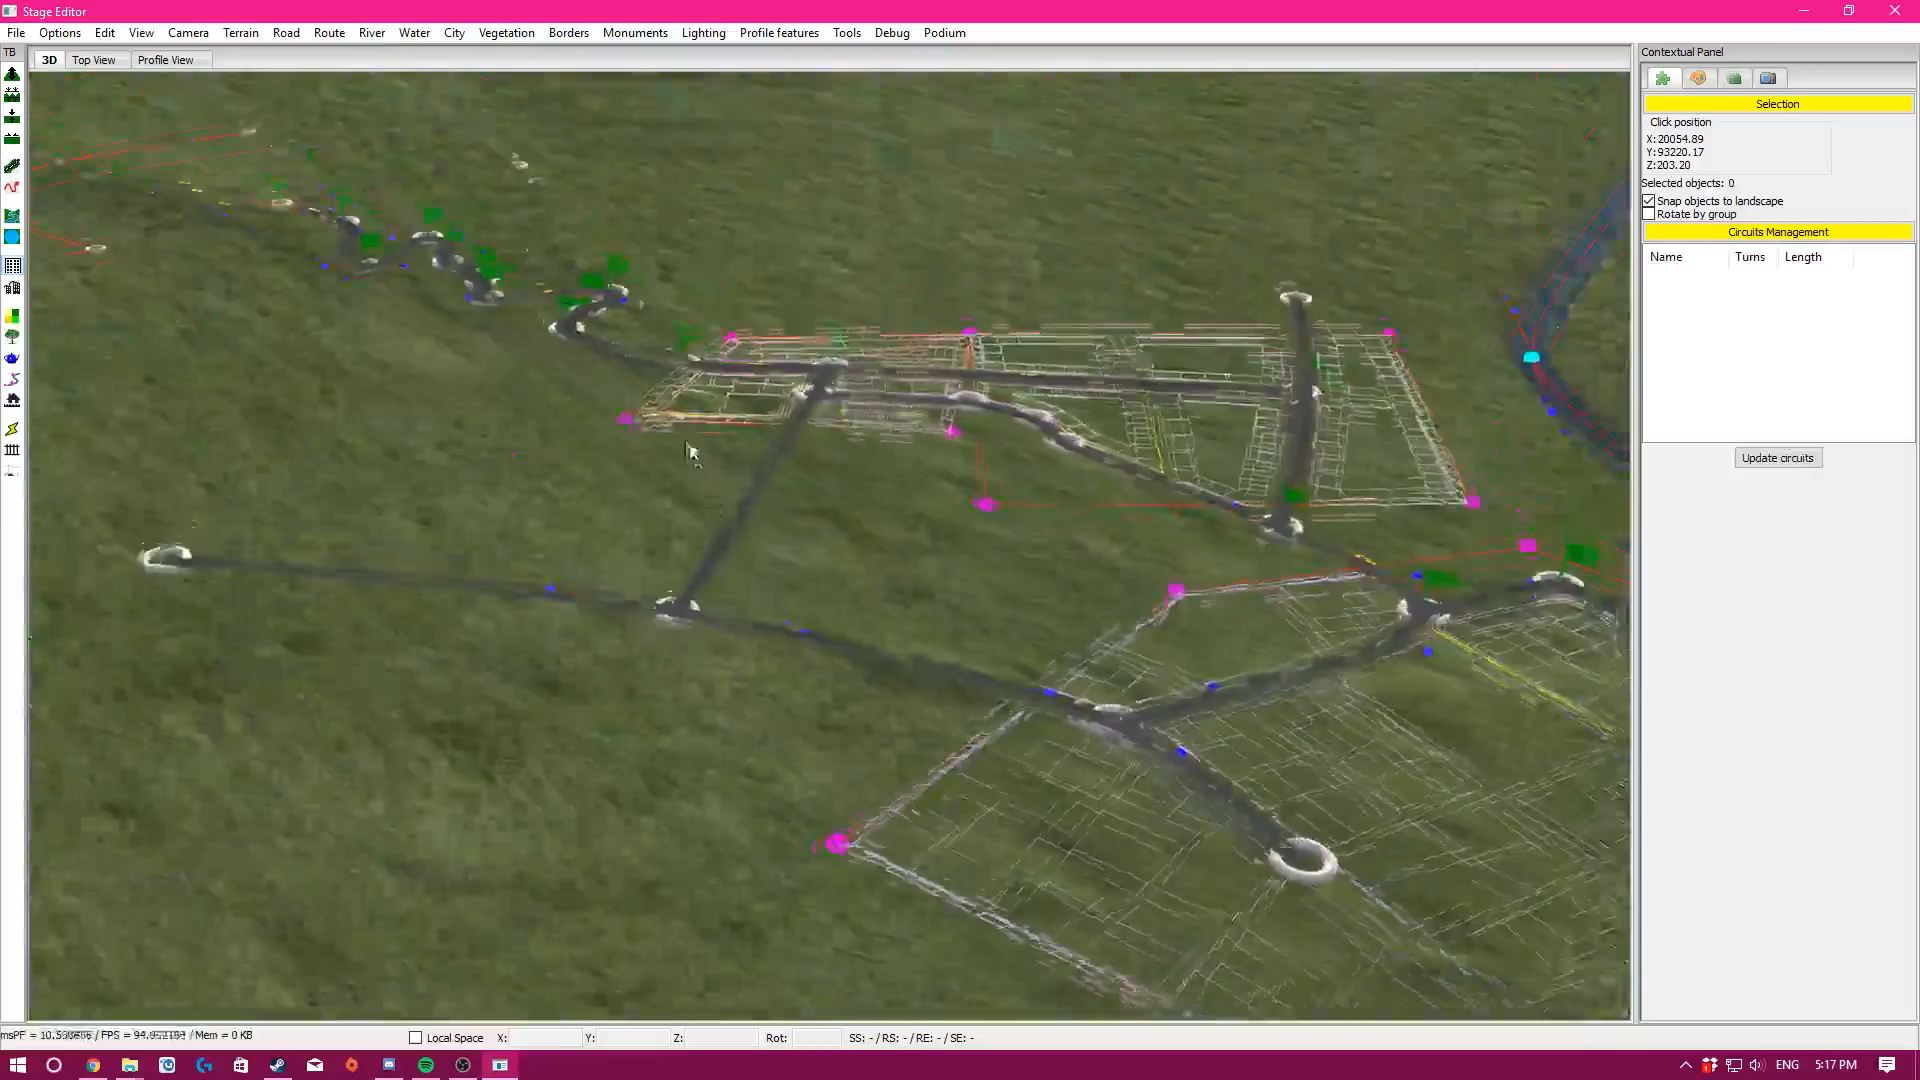 Stage Editor
File Options Edit View Camera Terrain Road Route River Water City Vegetation Borders Monuments Lighting Profile features Tools Debug Podium
TB
3D Top View Profile View
Contextual Panel
Selection
Click position
X:20054.89
Y:93220.17
Z:203.20
Selected objects: 0
Snap objects to landscape
Rotate by group
Circuits Management
Name Turns Length
Update circuits
/ Mem = 0 KB
Local Space X: Y: Z: Rot: SS: - / RS: - / RE: - / SE: -
ENG 5:17 PM